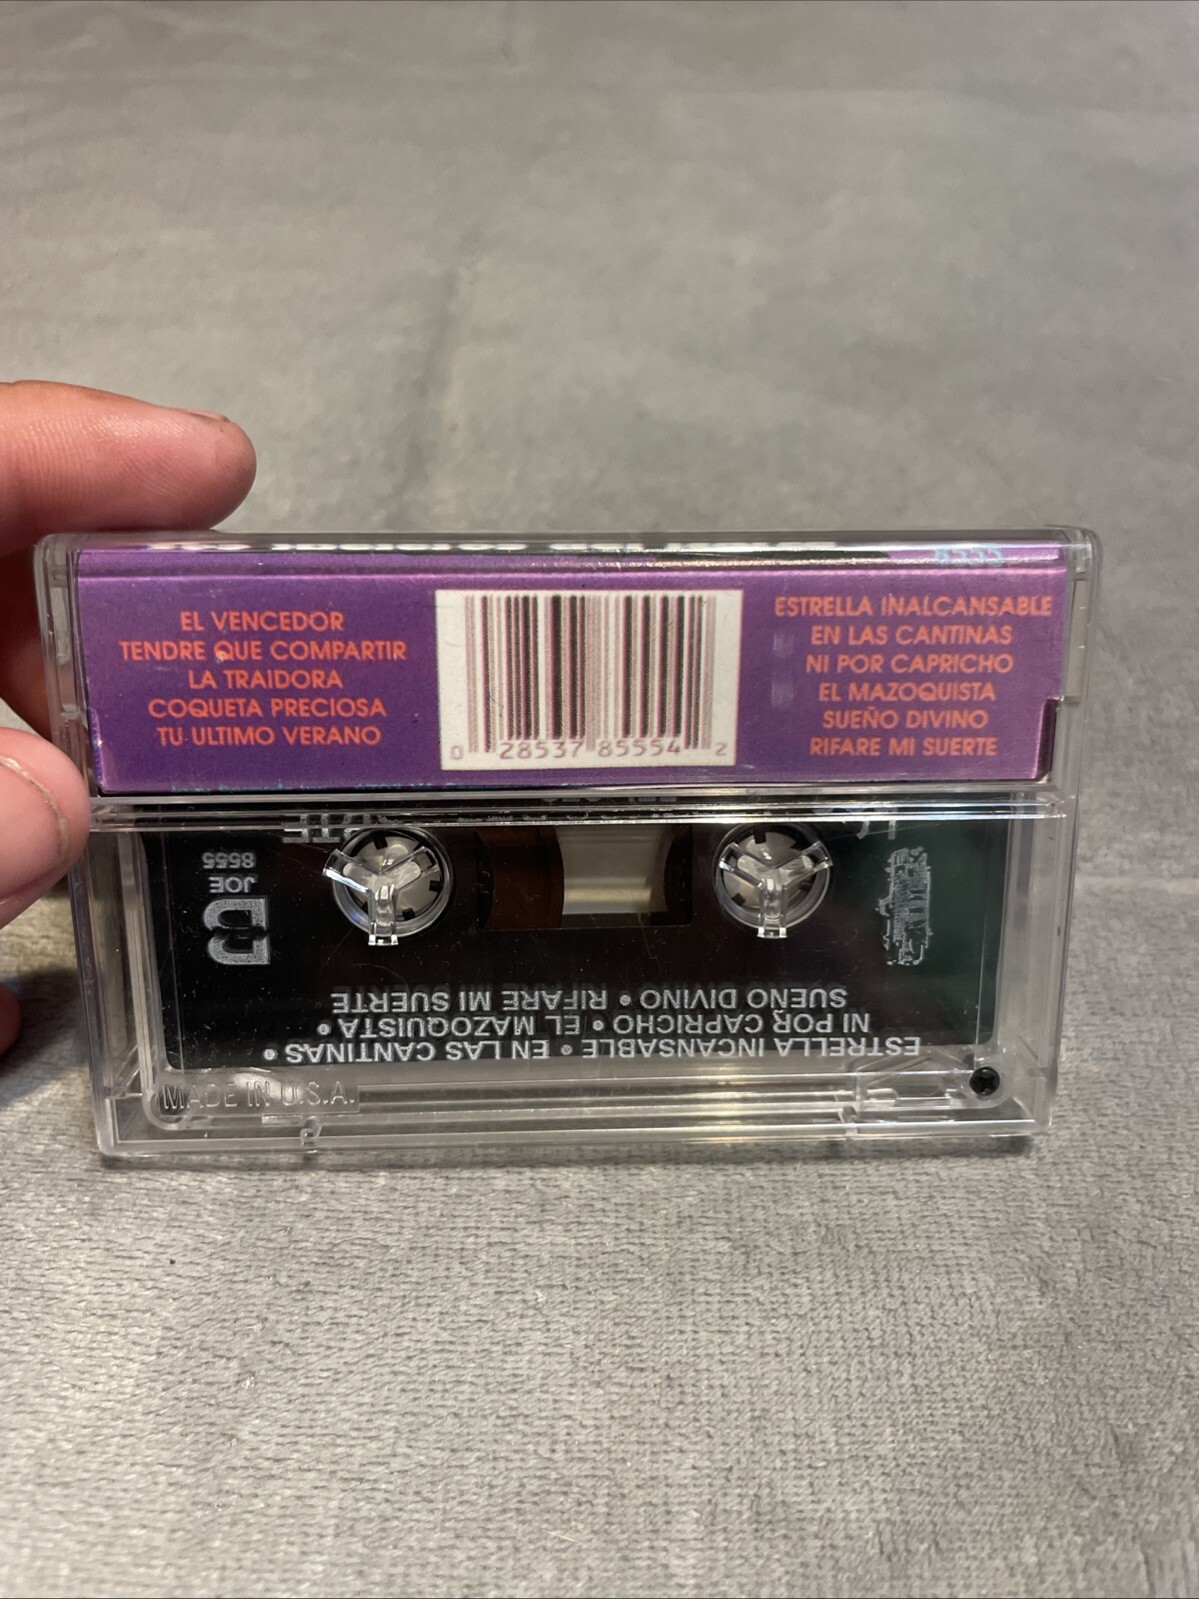 8555
EL VENCEDOR
TENDRE QUE COMPARTIR
LA TRAIDORA
COQUETA PRECIOSA
TU ULTIMO VERANO
0 28537 85554 2
ESTRELLA INALCANSABLE
EN LAS CANTINAS
NI POR CAPRICHO
EL MAZOQUISTA
SUEÑO DIVINO
RIFARE MI SUERTE
JOE
8555
ESTRELLA INCANSABLE • EN LAS CANTINAS •
NI POR CAPRICHO • EL MAZOQUISTA •
SUEÑO DIVINO • RIFARE MI SUERTE
MADE IN U.S.A.